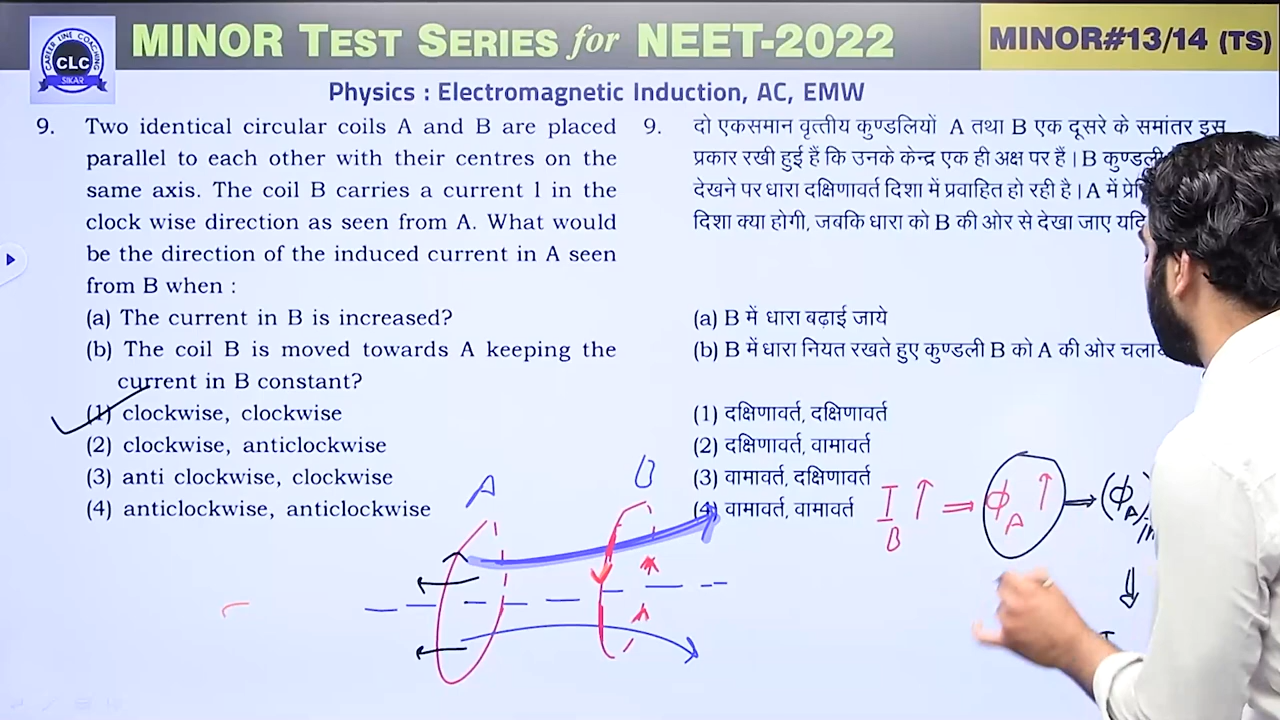 CAREER LINE COACHING
CLC
SIKAR
MINOR TEST SERIES for NEET-2022
MINOR#13/14 (TS)
Physics : Electromagnetic Induction, AC, EMW
9. Two identical circular coils A and B are placed
parallel to each other with their centres on the
same axis. The coil B carries a current l in the
clock wise direction as seen from A. What would
be the direction of the induced current in A seen
from B when :
(a) The current in B is increased?
(b) The coil B is moved towards A keeping the
current in B constant?
(1) clockwise, clockwise
(2) clockwise, anticlockwise
(3) anti clockwise, clockwise
(4) anticlockwise, anticlockwise
9. दो एकसमान वृत्तीय कुण्डलियों A तथा B एक दूसरे के समांतर इस
प्रकार रखी हुई हैं कि उनके केन्द्र एक ही अक्ष पर हैं। B कुण्डली
देखने पर धारा दक्षिणावर्त दिशा में प्रवाहित हो रही है। A में
दिशा क्या होगी, जबकि धारा को B की ओर से देखा जाए यदि
(a) B में धारा बढ़ाई जाये
(b) B में धारा नियत रखते हुए कुण्डली B को A की ओर
(1) दक्षिणावर्त, दक्षिणावर्त
(2) दक्षिणावर्त, वामावर्त
(3) वामावर्त, दक्षिणावर्त
(4) वामावर्त, वामावर्त
A B
I_B ↑ ⇒ ϕ_A ↑ → (ϕ_A)